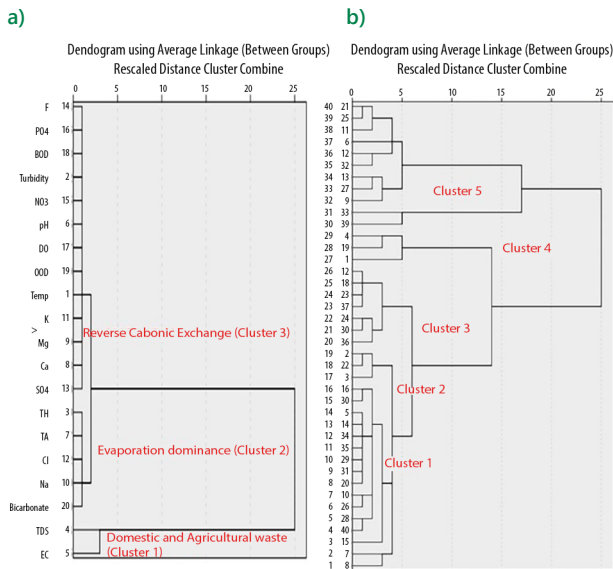 a)
Dendogram using Average Linkage (Between Groups)
Rescaled Distance Cluster Combine
0 5 10 15 20 25
F 14
PO4 16
BOD 18
Turbidity 2
NO3 15
pH 6
DO 17
OOD 19
Temp 1
K 11
>
Mg 9
Ca 8
SO4 13
TH 3
TA 7
Cl 12
Na 10
Bicarbonate 20
TDS 4
EC 5
Reverse Cabonic Exchange (Cluster 3)
Evaporation dominance (Cluster 2)
Domestic and Agricultural waste
(Cluster 1)
b)
Dendogram using Average Linkage (Between Groups)
Rescaled Distance Cluster Combine
0 5 10 15 20 25
40 21
39 25
38 11
37 6
36 12
35 32
34 13
33 27
32 9
31 33
30 39
29 4
28 19
27 1
26 12
25 18
24 23
23 37
22 24
21 30
20 36
19 2
18 22
17 3
16 16
15 30
14 5
13 14
12 34
11 35
10 29
9 31
8 20
7 10
6 26
5 28
4 40
3 15
2 7
1 8
Cluster 5
Cluster 4
Cluster 3
Cluster 2
Cluster 1